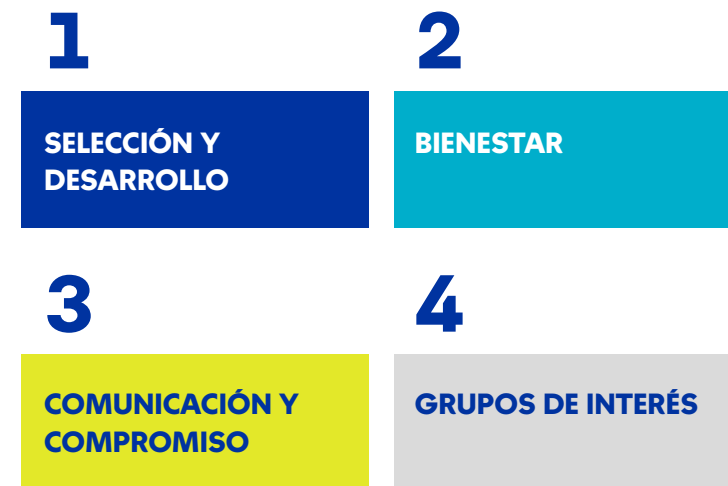 1
SELECCIÓN Y
DESARROLLO
2
BIENESTAR
3
COMUNICACIÓN Y
COMPROMISO
4
GRUPOS DE INTERÉS